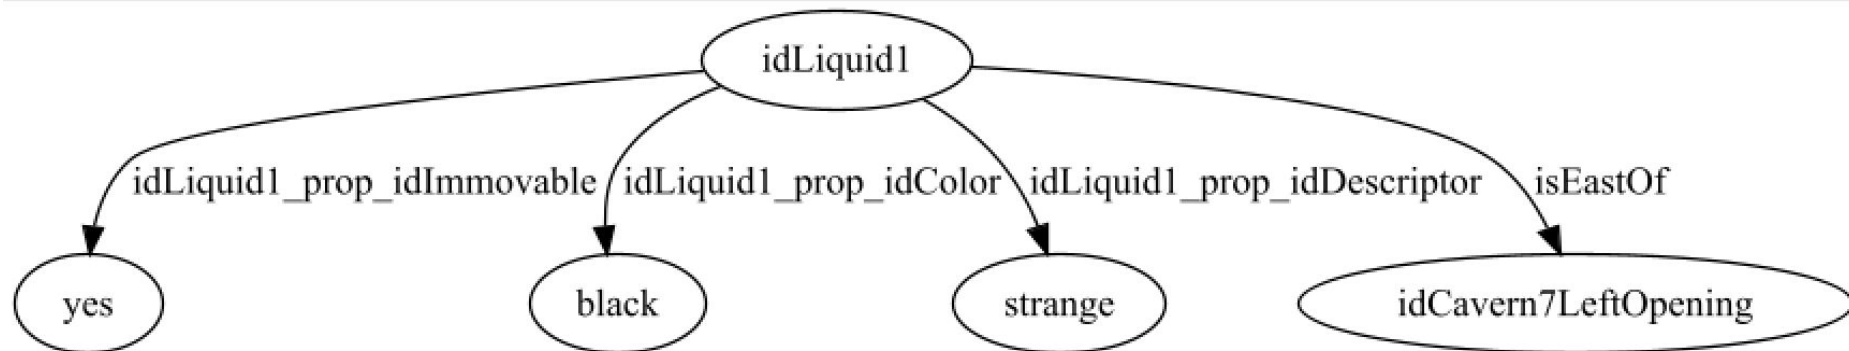 idLiquid1
idLiquid1_prop_idImmovable idLiquid1_prop_idColor idLiquid1_prop_idDescriptor isEastOf
yes black strange idCavern7LeftOpening